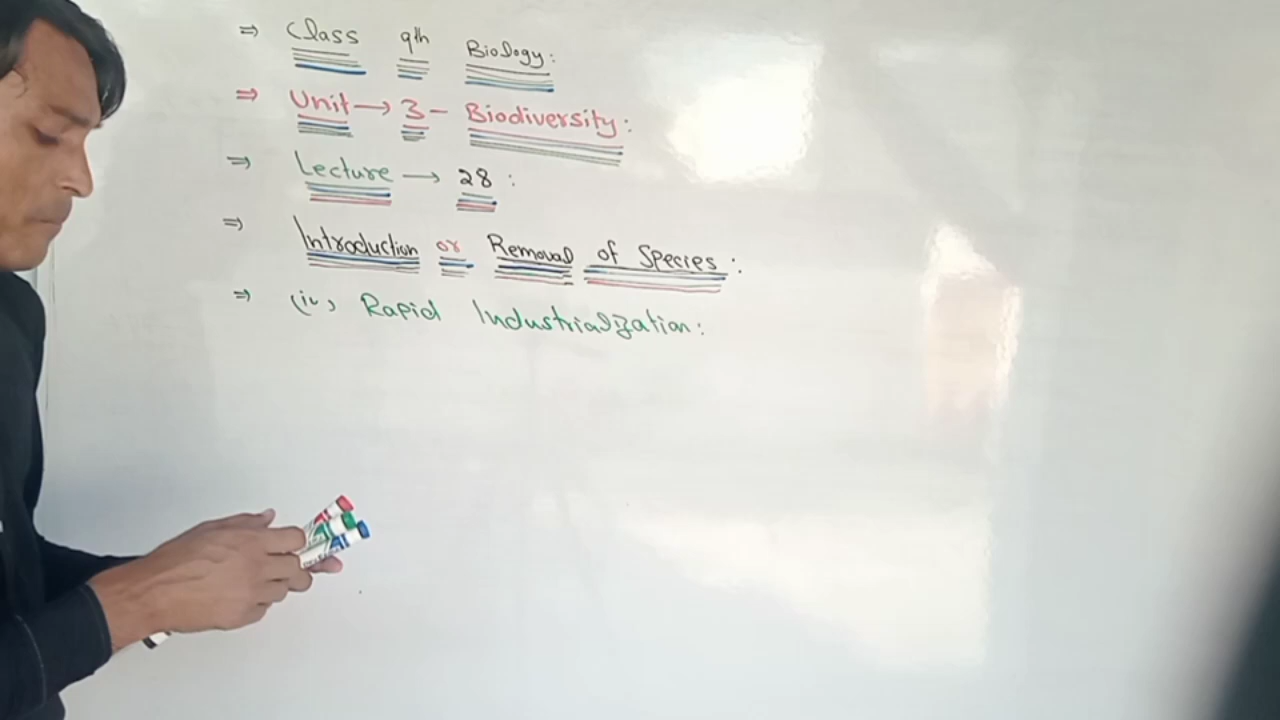 ⇒ Class 9th Biology:
⇒ Unit → 3 - Biodiversity:
⇒ Lecture → 28 :
⇒ Introduction or Removal of Species :
⇒ (iv) Rapid Industrialization: